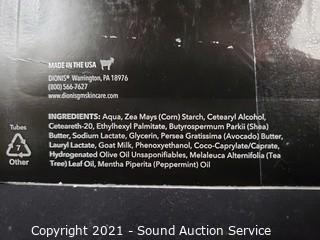 MADE IN THE USA
DIONIS® Warrington, PA 18976
(800) 566-7627
www.dionisgmskincare.com
INGREDIENTS: Aqua, Zea Mays (Corn) Starch, Cetearyl Alcohol,
Ceteareth-20, Ethylhexyl Palmitate, Butyrospermum Parkii (Shea)
Butter, Sodium Lactate, Glycerin, Persea Gratissima (Avocado) Butter,
Lauryl Lactate, Goat Milk, Phenoxyethanol, Coco-Caprylate/Caprate,
Hydrogenated Olive Oil Unsaponifiables, Melaleuca Alternifolia (Tea
Tree) Leaf Oil, Mentha Piperita (Peppermint) Oil
Tubes
7
Other
Copyright 2021 - Sound Auction Service